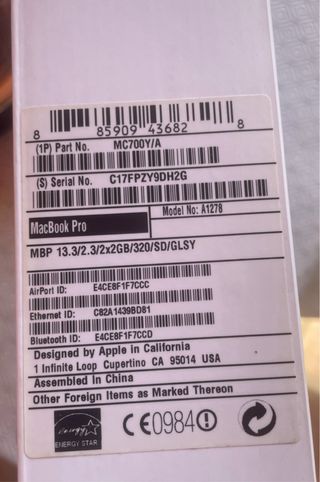 8 85909 43682 8
(1P) Part No. MC700Y/A
(S) Serial No. C17FPZY9DH2G
MacBook Pro
Model No: A1278
MBP 13.3/2.3/2x2GB/320/SD/GLSY
AirPort ID: E4CE8F1F7CCC
Ethernet ID: C82A1439BD81
Bluetooth ID: E4CE8F1F7CCD
Designed by Apple in California
1 Infinite Loop Cupertino CA 95014 USA
Assembled In China
Other Foreign Items as Marked Thereon
energy
ENERGY STAR
CE0984